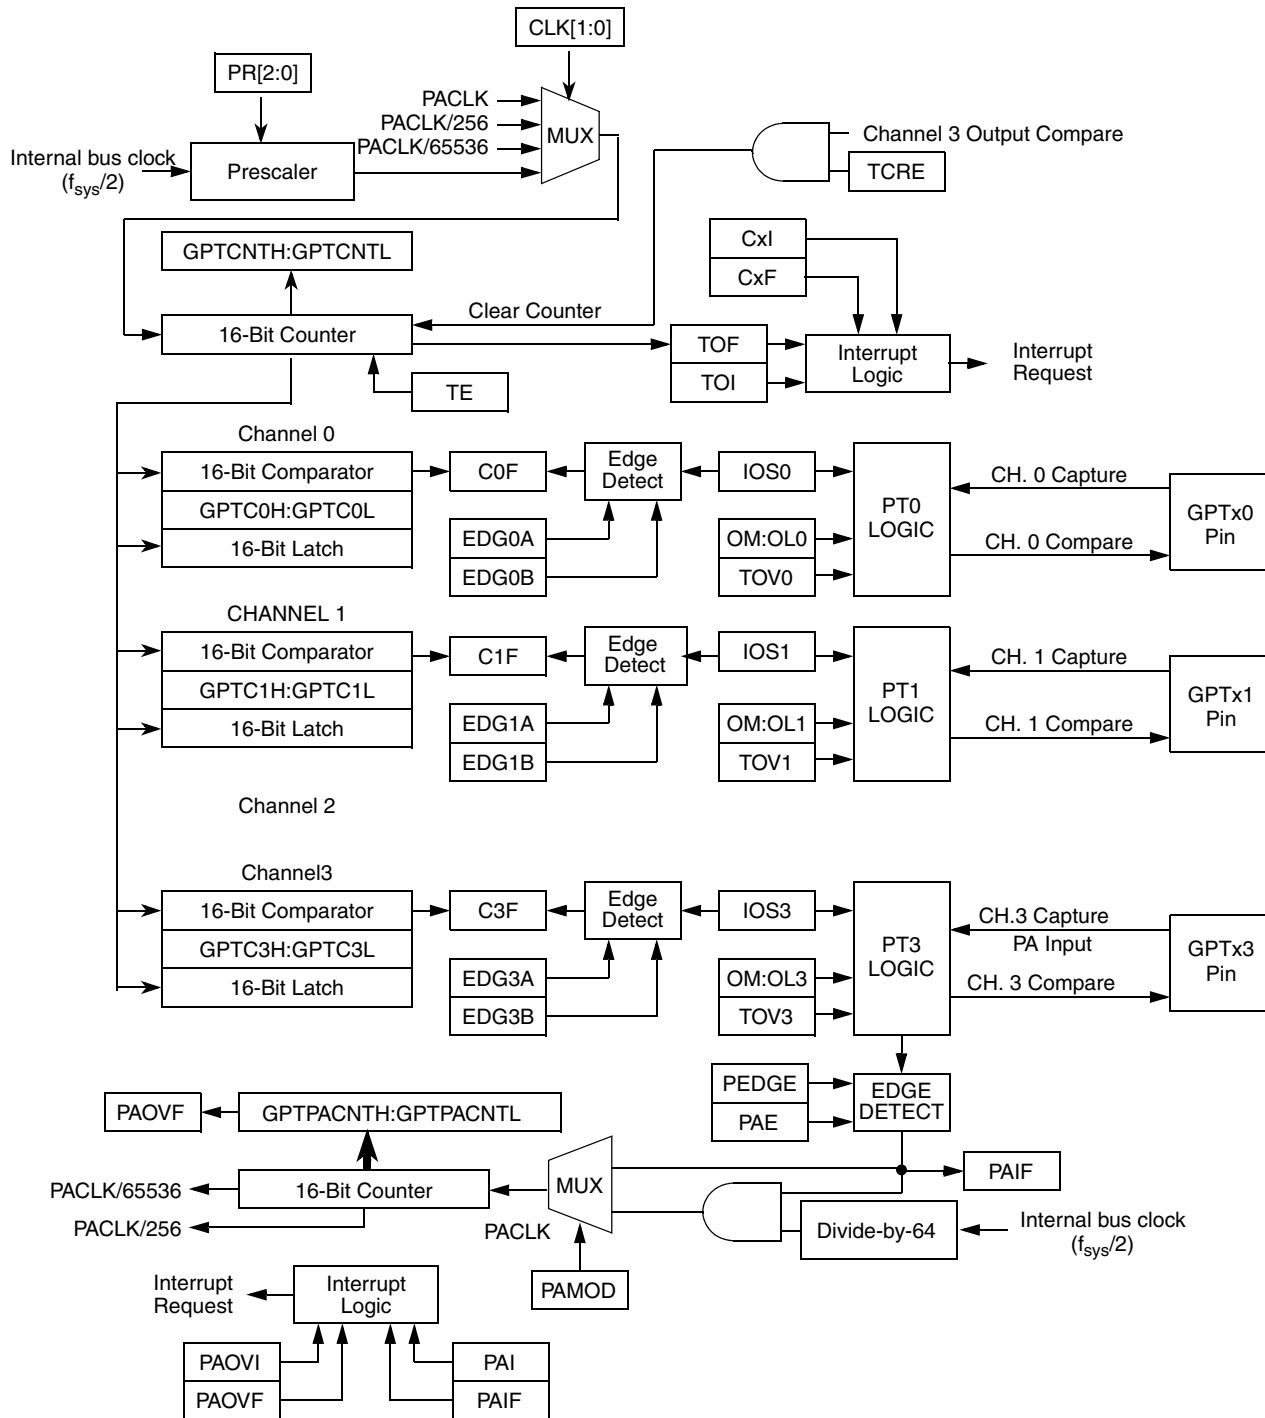 CLK[1:0]
PR[2:0]
PACLK
PACLK/256
PACLK/65536
MUX
Internal bus clock
(fsys/2)
Prescaler
Channel 3 Output Compare
TCRE
GPTCNTH:GPTCNTL
CxI
CxF
Clear Counter
16-Bit Counter
TOF
TOI
Interrupt
Logic
Interrupt
Request
TE
Channel 0
16-Bit Comparator
GPTC0H:GPTC0L
16-Bit Latch
C0F
Edge
Detect
IOS0
EDG0A
EDG0B
OM:OL0
TOV0
PT0
LOGIC
CH. 0 Capture
CH. 0 Compare
GPTx0
Pin
CHANNEL 1
16-Bit Comparator
GPTC1H:GPTC1L
16-Bit Latch
C1F
Edge
Detect
IOS1
EDG1A
EDG1B
OM:OL1
TOV1
PT1
LOGIC
CH. 1 Capture
CH. 1 Compare
GPTx1
Pin
Channel 2
Channel3
16-Bit Comparator
GPTC3H:GPTC3L
16-Bit Latch
C3F
Edge
Detect
IOS3
EDG3A
EDG3B
OM:OL3
TOV3
PT3
LOGIC
CH.3 Capture
PA Input
CH. 3 Compare
GPTx3
Pin
PEDGE
PAE
EDGE
DETECT
PAOVF
GPTPACNTH:GPTPACNTL
PACLK/65536
16-Bit Counter
PACLK/256
PACLK
MUX
PAIF
Divide-by-64
Internal bus clock
(fsys/2)
PAMOD
Interrupt
Request
Interrupt
Logic
PAOVI
PAOVF
PAI
PAIF